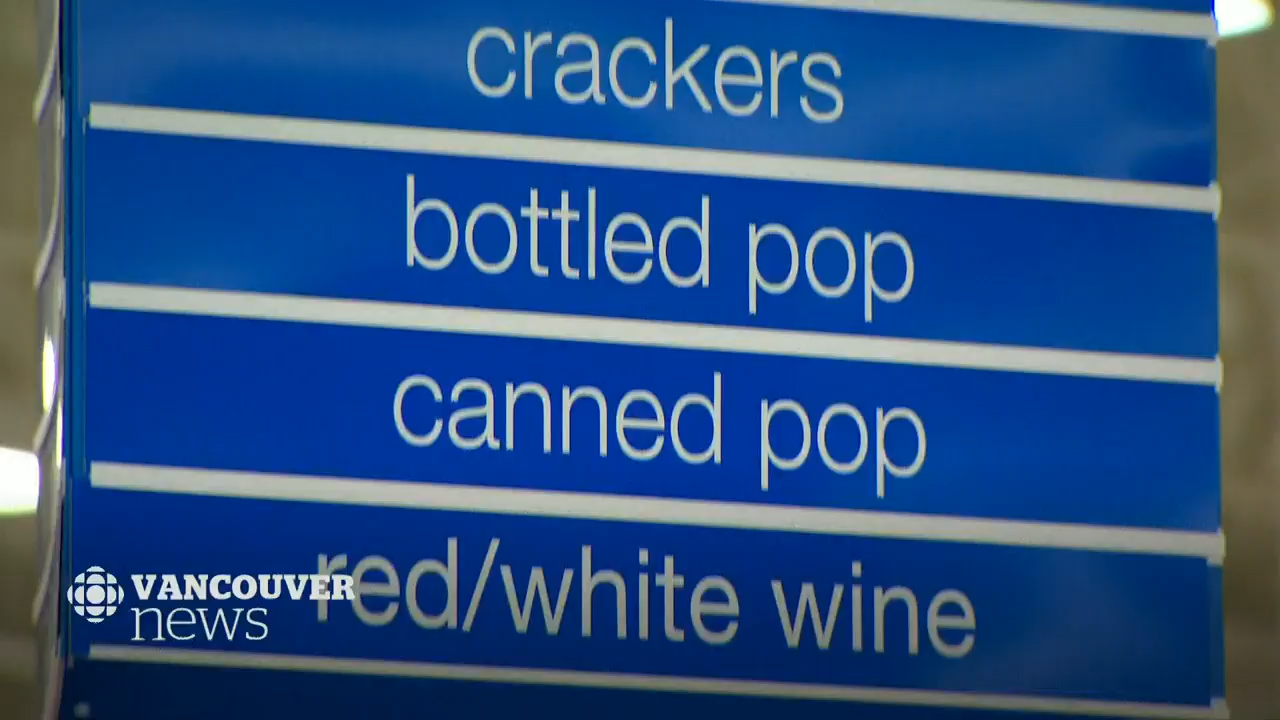 crackers
bottled pop
canned pop
red/white wine
VANCOUVER
news